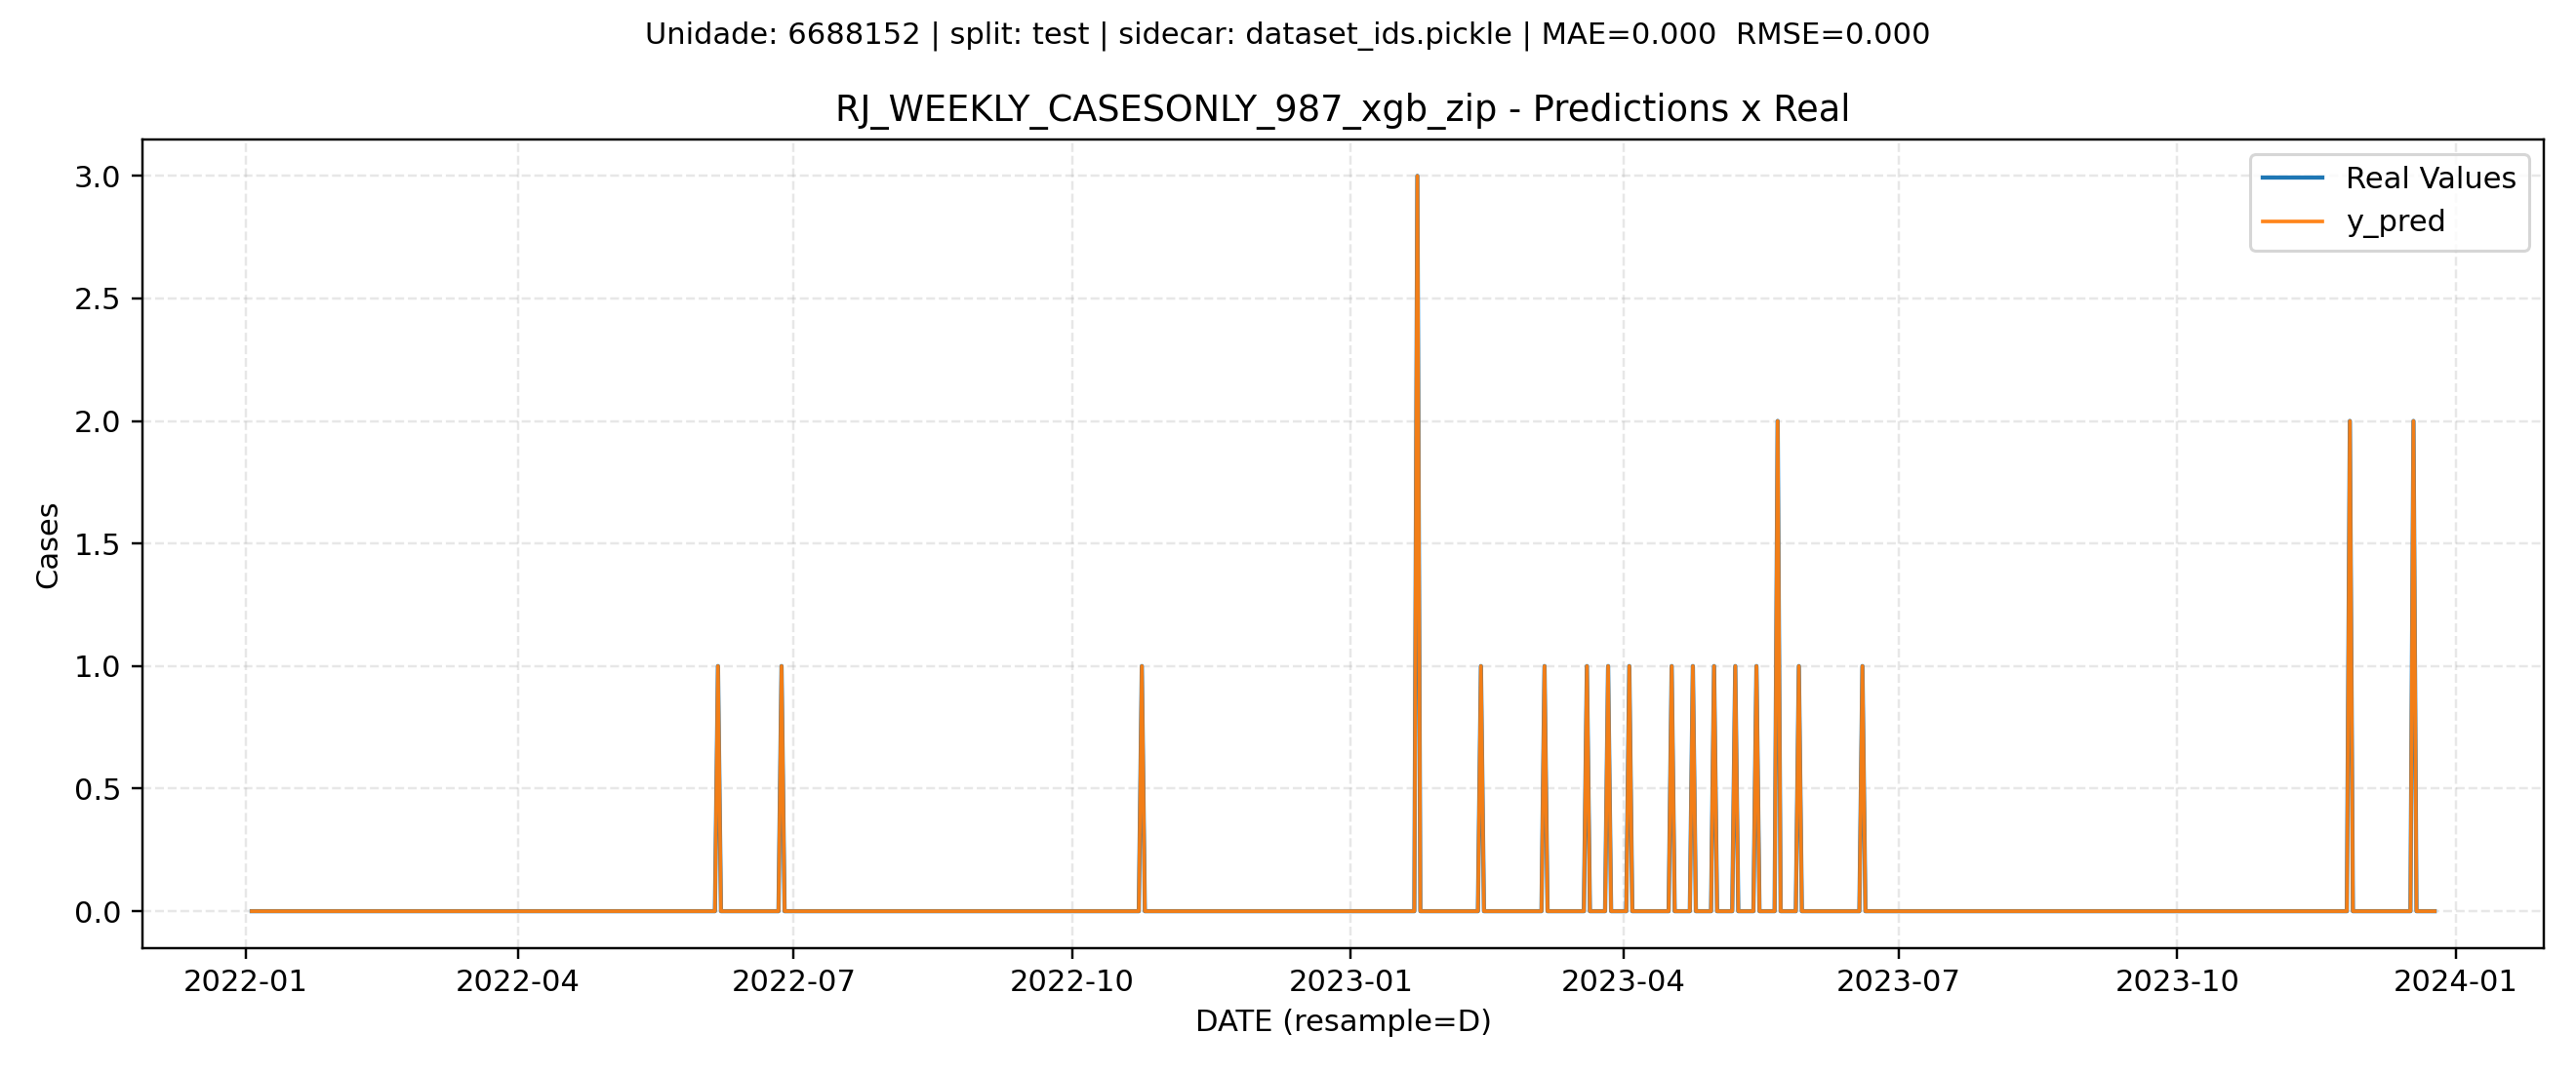 Unidade: 6688152 | split: test | sidecar: dataset_ids.pickle | MAE=0.000  RMSE=0.000
RJ_WEEKLY_CASESONLY_987_xgb_zip - Predictions x Real
Real Values
y_pred
3.0
2.5
2.0
1.5
1.0
0.5
0.0
Cases
2022-01 2022-04 2022-07 2022-10 2023-01 2023-04 2023-07 2023-10 2024-01
DATE (resample=D)